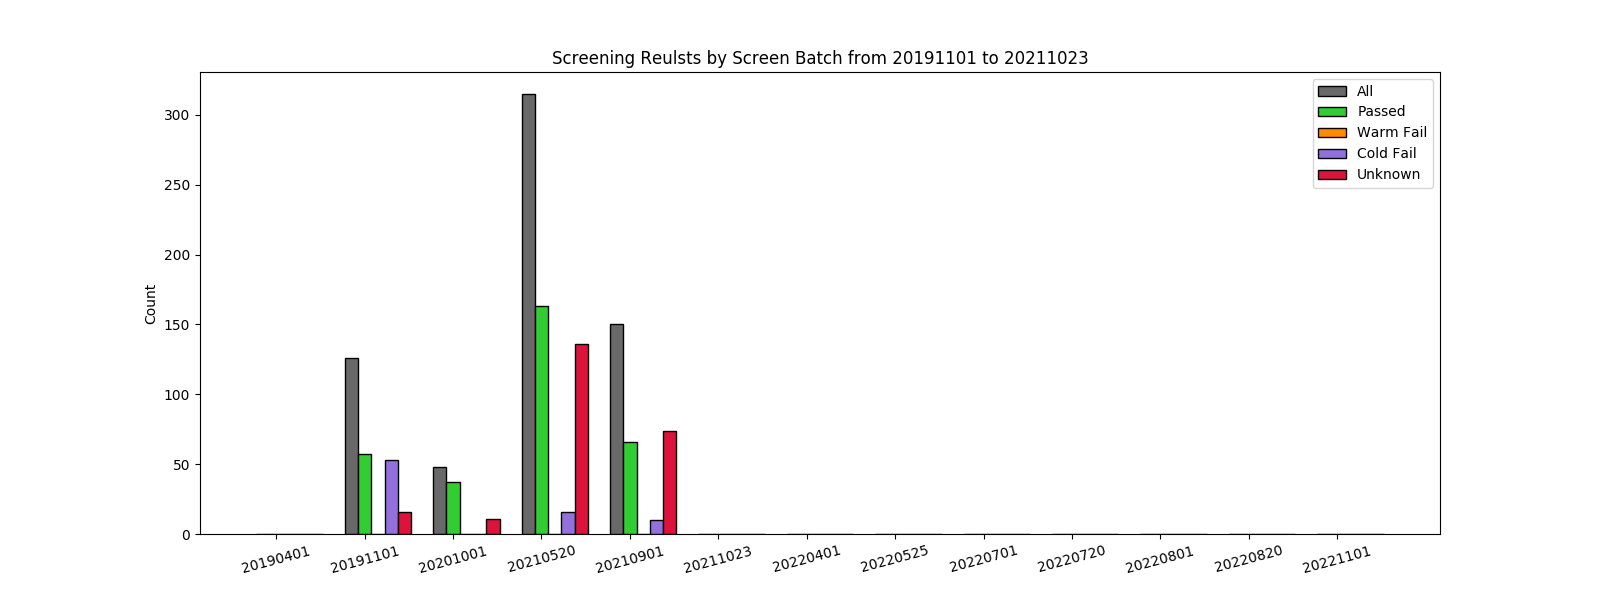 Screening Reulsts by Screen Batch from 20191101 to 20211023
All
Passed
Warm Fail
Cold Fail
Unknown
Count
300
250
200
150
100
50
0
20190401
20191101
20201001
20210520
20210901
20211023
20220401
20220525
20220701
20220720
20220801
20220820
20221101